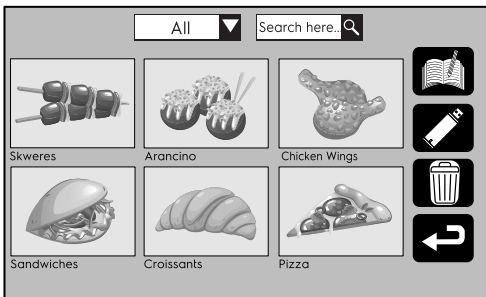 All
Search here..
Skweres
Arancino
Chicken Wings
Sandwiches
Croissants
Pizza